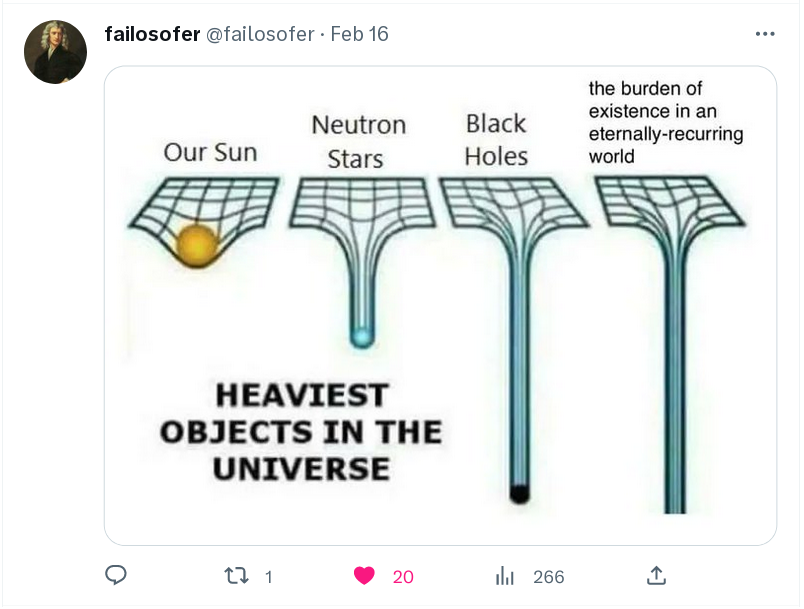 failosofer @failosofer · Feb 16
Our Sun
Neutron
Stars
Black
Holes
the burden of
existence in an
eternally-recurring
world
HEAVIEST
OBJECTS IN THE
UNIVERSE
1 20 266